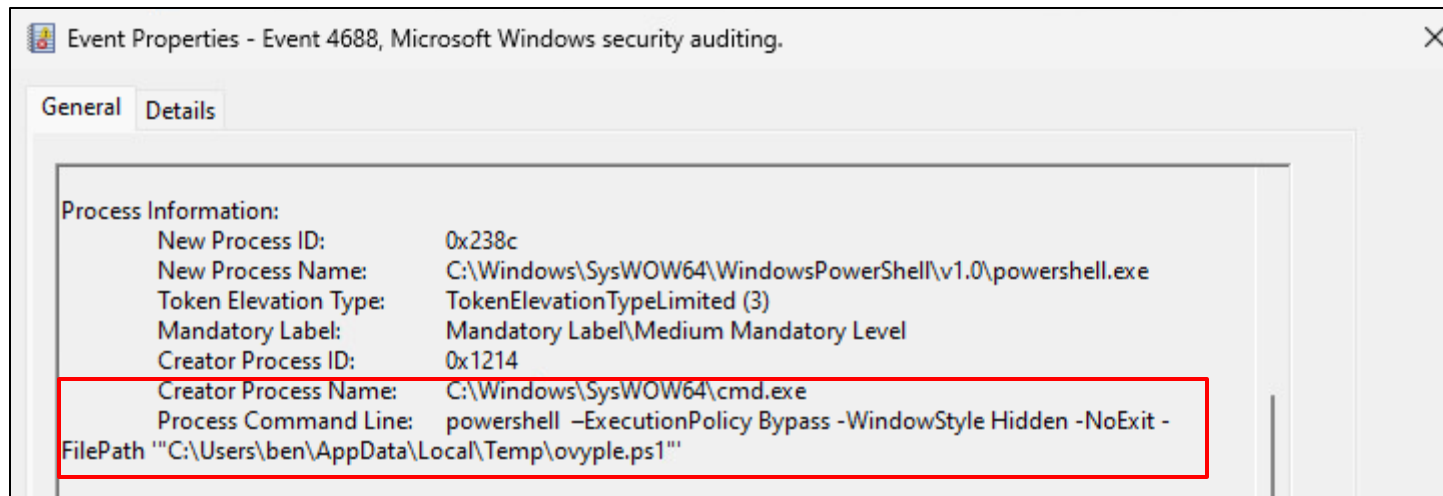 Event Properties - Event 4688, Microsoft Windows security auditing.
General Details
Process Information:
New Process ID: 0x238c
New Process Name: C:\Windows\SysWOW64\WindowsPowerShell\v1.0\powershell.exe
Token Elevation Type: TokenElevationTypeLimited (3)
Mandatory Label: Mandatory Label\Medium Mandatory Level
Creator Process ID: 0x1214
Creator Process Name: C:\Windows\SysWOW64\cmd.exe
Process Command Line: powershell –ExecutionPolicy Bypass -WindowStyle Hidden -NoExit -
FilePath '"C:\Users\ben\AppData\Local\Temp\ovyple.ps1"'